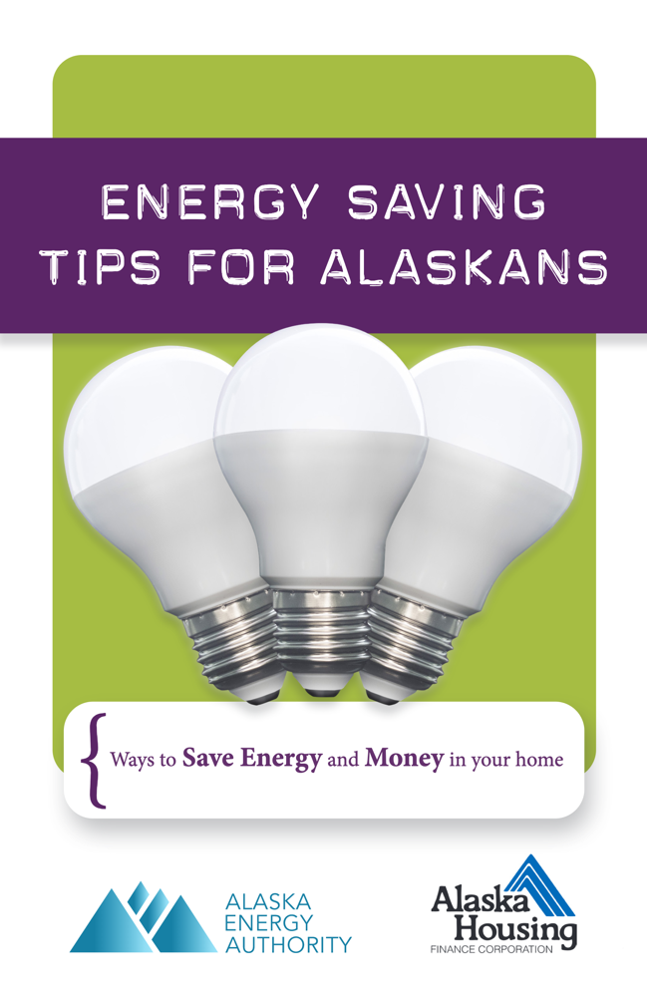 ENERGY SAVING
TIPS FOR ALASKANS
{ Ways to Save Energy and Money in your home
ALASKA
ENERGY
AUTHORITY
Alaska
Housing
FINANCE CORPORATION